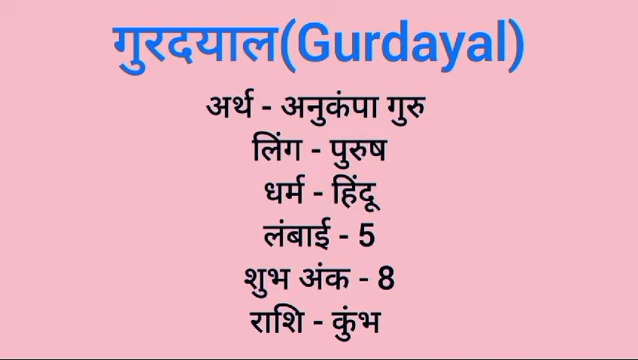 गुरदयाल(Gurdayal)
अर्थ - अनुकंपा गुरु
लिंग - पुरुष
धर्म - हिंदू
लंबाई - 5
शुभ अंक - 8
राशि - कुंभ